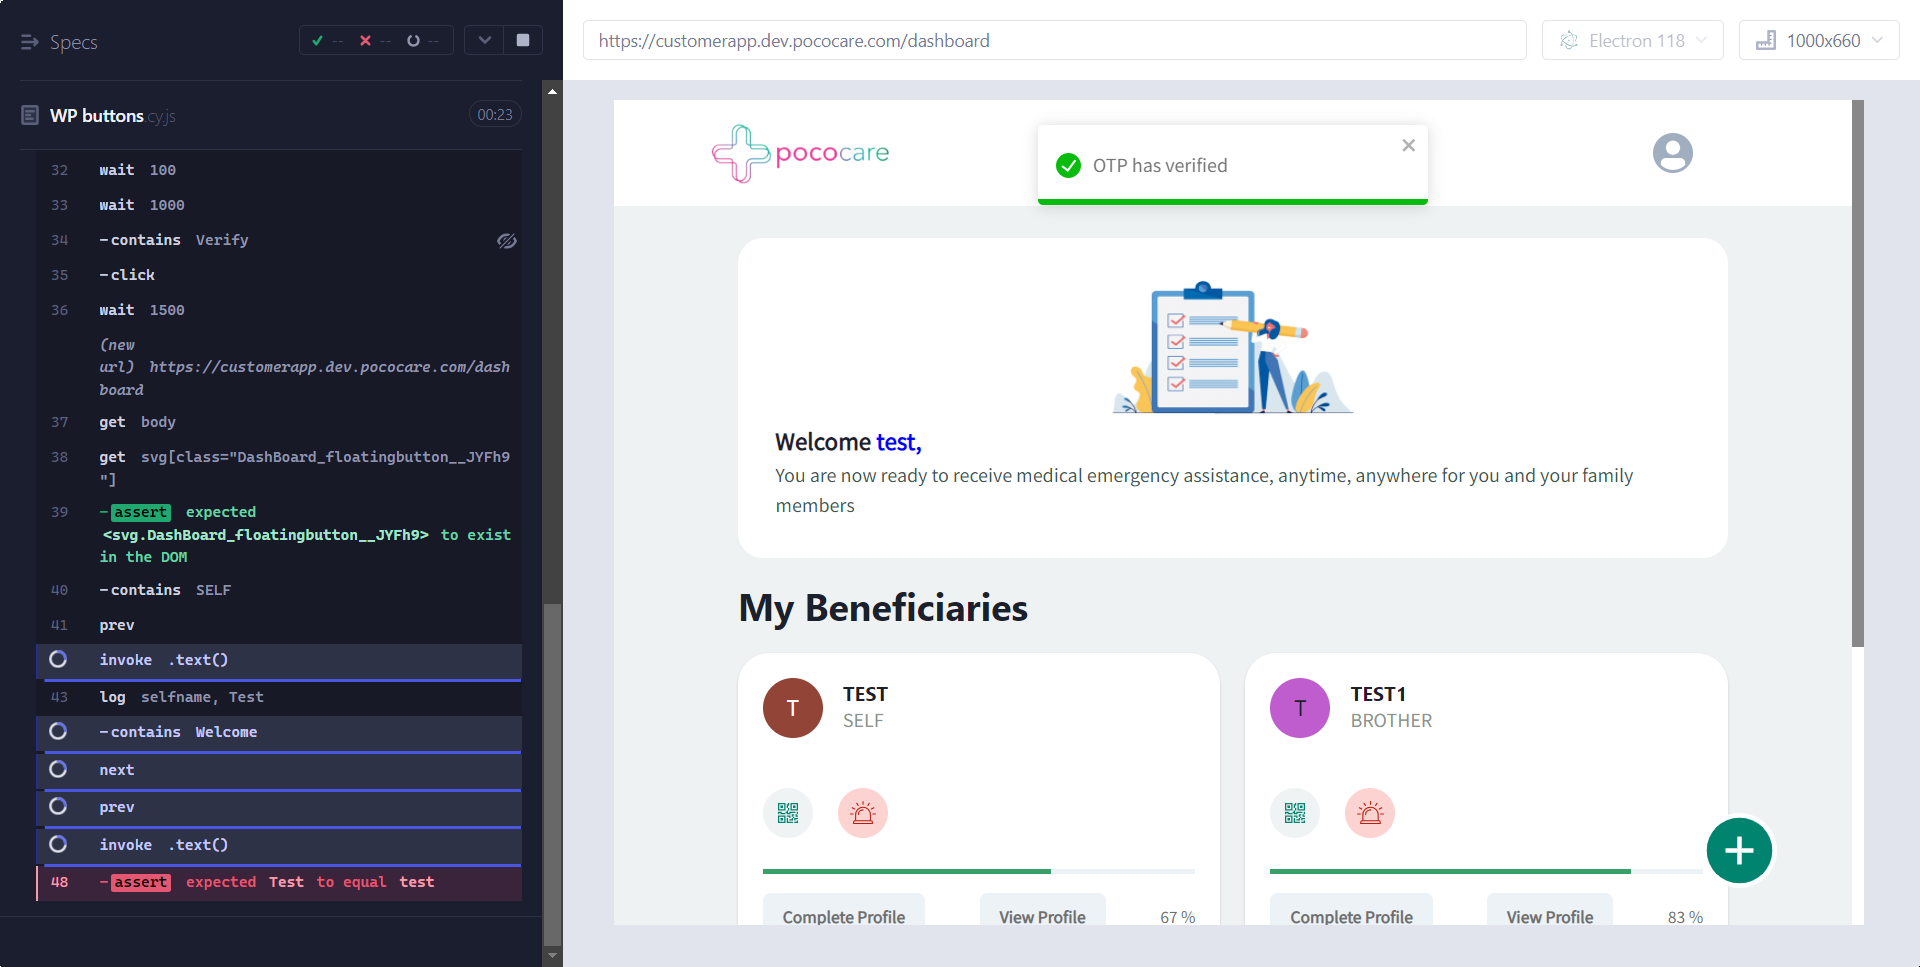 Specs
-- -- --
WP buttons.cy.js
00:23
32 wait 100
33 wait 1000
34 -contains Verify
35 -click
36 wait 1500
(new
url) https://customerapp.dev.pococare.com/dash
board
37 get body
38 get svg[class="DashBoard_floatingbutton__JYFh9
"]
39 -assert expected
<svg.DashBoard_floatingbutton__JYFh9> to exist
in the DOM
40 -contains SELF
41 prev
invoke .text()
43 log selfname, Test
-contains Welcome
next
prev
invoke .text()
48 -assert expected Test to equal test
https://customerapp.dev.pococare.com/dashboard
Electron 118
1000x660
pococare
OTP has verified
Welcome test,
You are now ready to receive medical emergency assistance, anytime, anywhere for you and your family
members
My Beneficiaries
T
TEST
SELF
Complete Profile
View Profile
67 %
T
TEST1
BROTHER
Complete Profile
View Profile
83 %